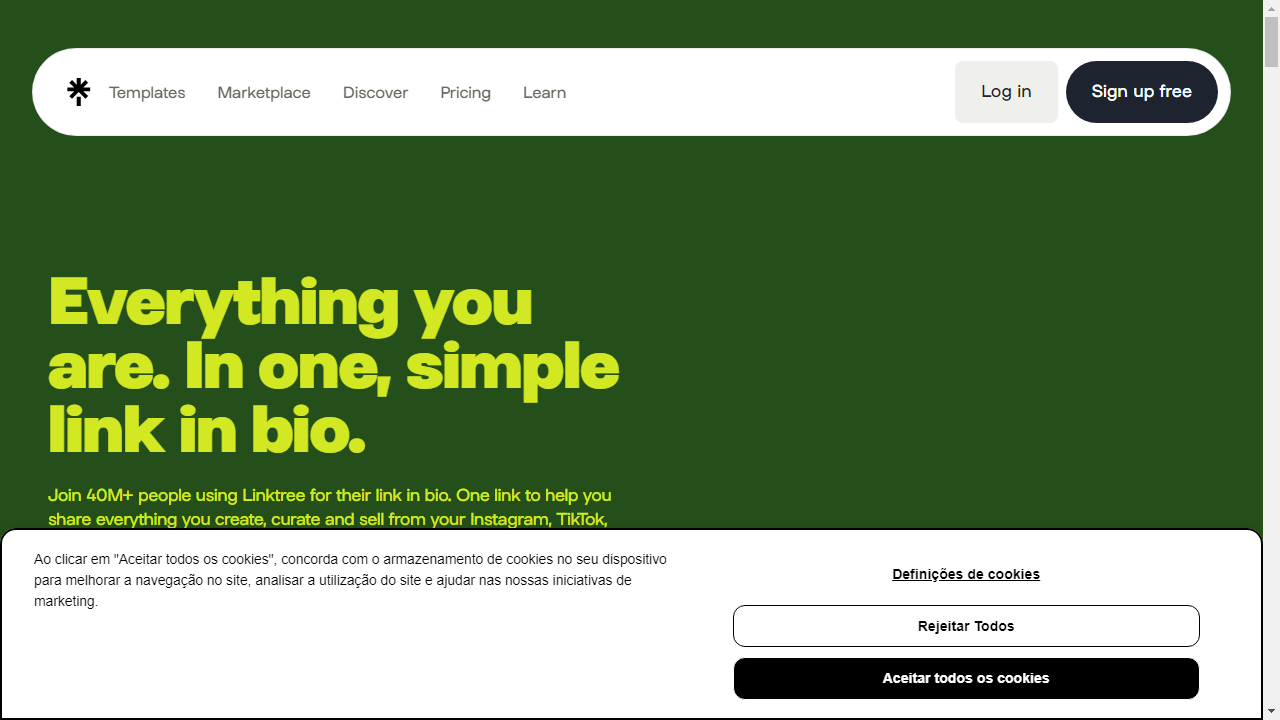 Templates Marketplace Discover Pricing Learn Log in Sign up free
Everything you
are. In one, simple
link in bio.
Join 40M+ people using Linktree for their link in bio. One link to help you
share everything you create, curate and sell from your Instagram, TikTok,
Ao clicar em "Aceitar todos os cookies", concorda com o armazenamento de cookies no seu dispositivo
para melhorar a navegação no site, analisar a utilização do site e ajudar nas nossas iniciativas de
marketing.
Definições de cookies
Rejeitar Todos
Aceitar todos os cookies